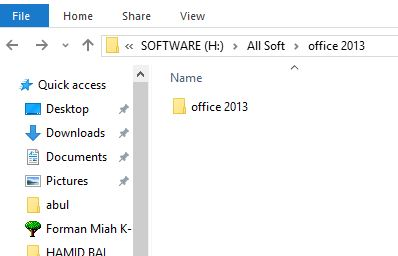 File Home Share View
« SOFTWARE (H:) > All Soft > office 2013
Name
Quick access
Desktop
office 2013
Downloads
Documents
Pictures
abul
Forman Miah K-
HAMID BAL